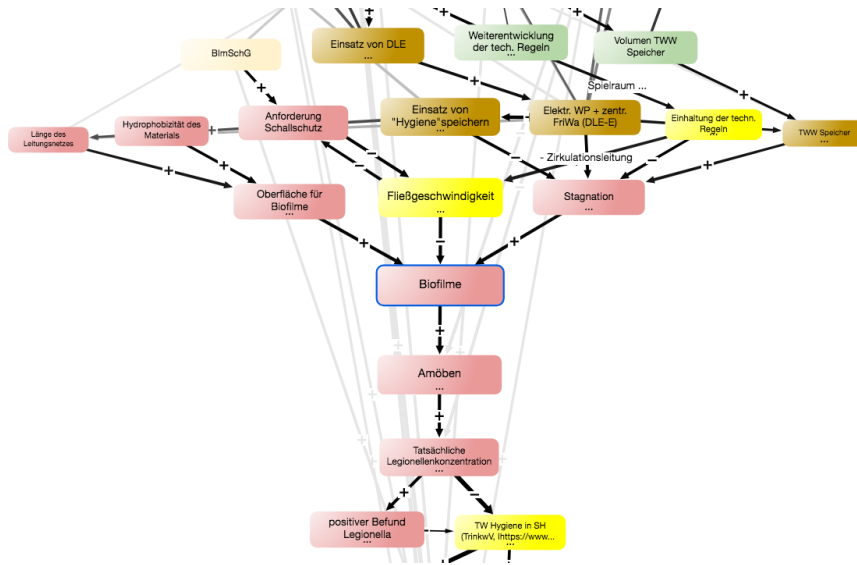 BImSchG
Einsatz von DLE
...
Weiterentwicklung
der tech. Regeln
...
Volumen TWW
Speicher
+
+
+
+
Spielraum ...
Länge des
Leitungsnetzes
Hydrophobizität des
Materials
Anforderung
Schallschutz
Einsatz von
"Hygiene"speichern
...
Elektr. WP + zentr.
FriWa (DLE-E)
Einhaltung der techn.
Regeln
...
TWW Speicher
...
+
+
+
–
–
–
- Zirkulationsleitung
–
+
Oberfläche für
Biofilme
...
Fließgeschwindigkeit
...
Stagnation
...
+
–
+
Biofilme
+
Amöben
...
+
Tatsächliche
Legionellenkonzentration
...
+
–
positiver Befund
Legionella
TW Hygiene in SH
(TrinkwV, lhttps://www...
...